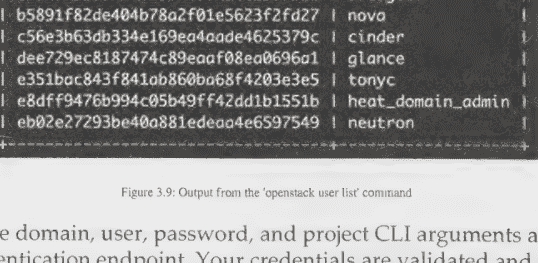 | b5891f82de404b78a2f01e5623f2fd27 | nova |
| c56e3b63db334e169ea4aade4625379c | cinder |
| dee729ec8187474c89eaaf08ea0696a1 | glance |
| e351bac843f841ab860ba68f4203e3e5 | tonyc |
| e8dff9476b994c05b49ff42dd1b1551b | heat_domain_admin |
| eb02e27293be40a881edeaa4e6597549 | neutron |
Figure 3.9: Output from the 'openstack user list' command
e domain, user, password, and project CLI arguments a
entication endpoint. Your credentials are validated and